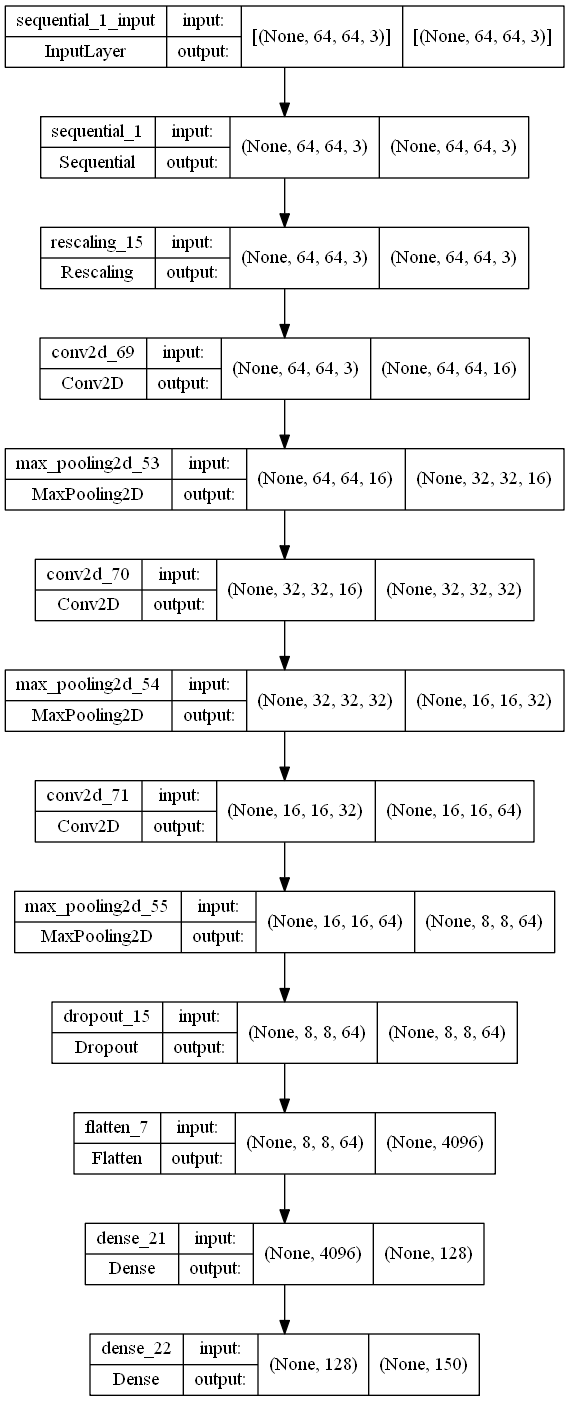 sequential_1_input input: [(None, 64, 64, 3)] [(None, 64, 64, 3)]
InputLayer output:
sequential_1 input: (None, 64, 64, 3) (None, 64, 64, 3)
Sequential output:
rescaling_15 input: (None, 64, 64, 3) (None, 64, 64, 3)
Rescaling output:
conv2d_69 input: (None, 64, 64, 3) (None, 64, 64, 16)
Conv2D output:
max_pooling2d_53 input: (None, 64, 64, 16) (None, 32, 32, 16)
MaxPooling2D output:
conv2d_70 input: (None, 32, 32, 16) (None, 32, 32, 32)
Conv2D output:
max_pooling2d_54 input: (None, 32, 32, 32) (None, 16, 16, 32)
MaxPooling2D output:
conv2d_71 input: (None, 16, 16, 32) (None, 16, 16, 64)
Conv2D output:
max_pooling2d_55 input: (None, 16, 16, 64) (None, 8, 8, 64)
MaxPooling2D output:
dropout_15 input: (None, 8, 8, 64) (None, 8, 8, 64)
Dropout output:
flatten_7 input: (None, 8, 8, 64) (None, 4096)
Flatten output:
dense_21 input: (None, 4096) (None, 128)
Dense output:
dense_22 input: (None, 128) (None, 150)
Dense output: